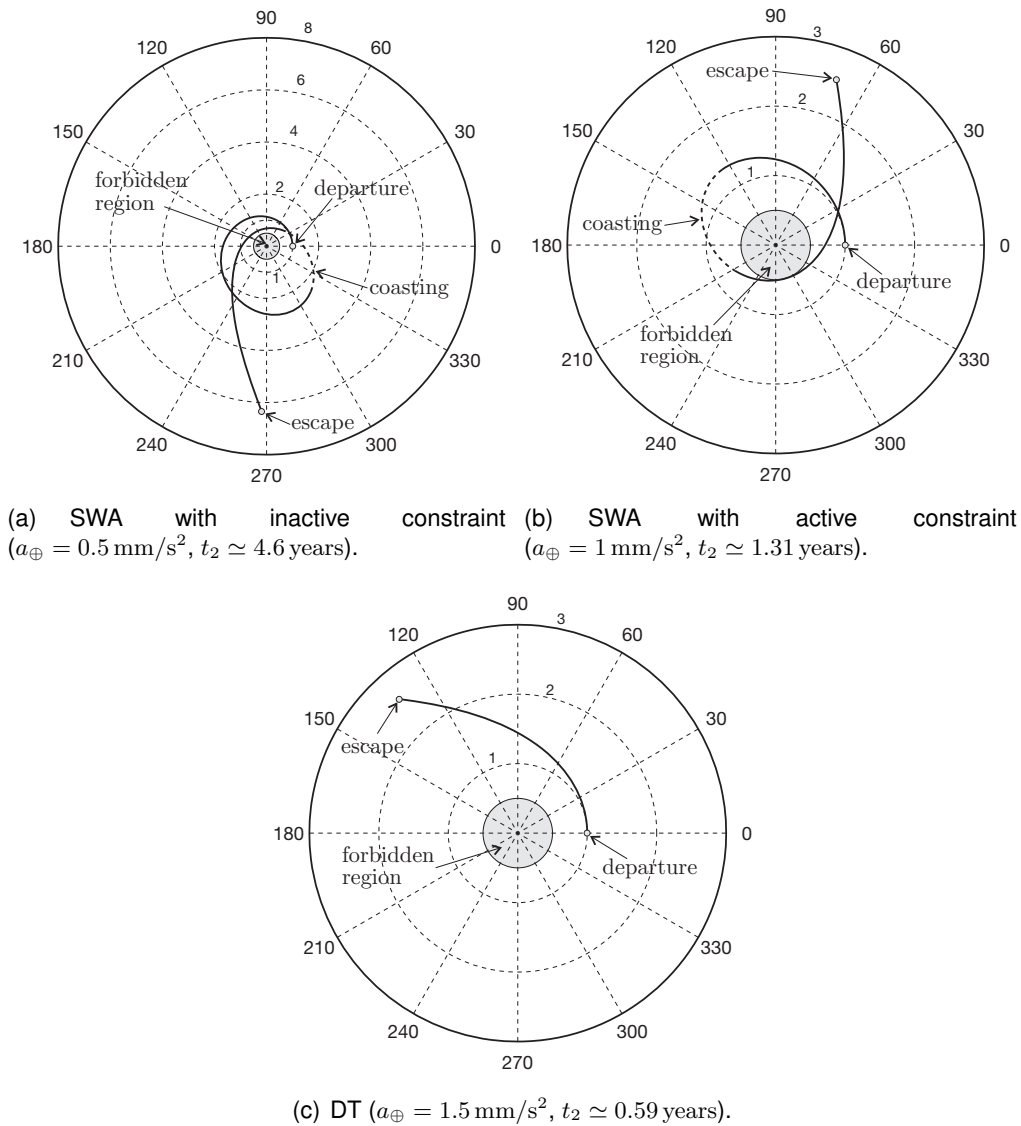 90
8
120
60
6
4
150
30
forbidden
region
2
departure
180
0
1
coasting
210
330
escape
240
300
270
(a) SWA with inactive constraint
(a⊕ = 0.5 mm/s², t₂ ≃ 4.6 years).
90
3
120
60
escape
2
150
30
1
coasting
180
0
departure
forbidden
region
210
330
240
300
270
(b) SWA with active constraint
(a⊕ = 1 mm/s², t₂ ≃ 1.31 years).
90
3
120
60
2
150
30
escape
1
180
0
forbidden
region
departure
210
330
240
300
270
(c) DT (a⊕ = 1.5 mm/s², t₂ ≃ 0.59 years).